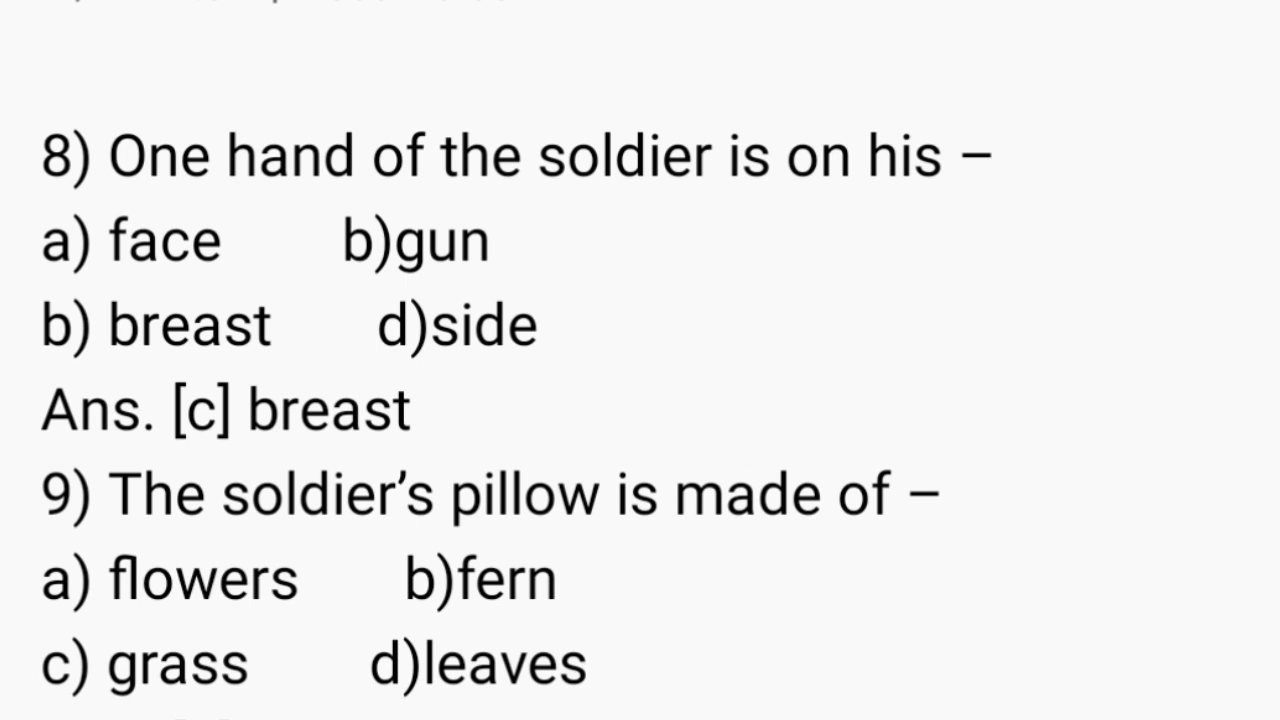 8) One hand of the soldier is on his –
a) face b)gun
b) breast d)side
Ans. [c] breast
9) The soldier’s pillow is made of –
a) flowers b)fern
c) grass d)leaves